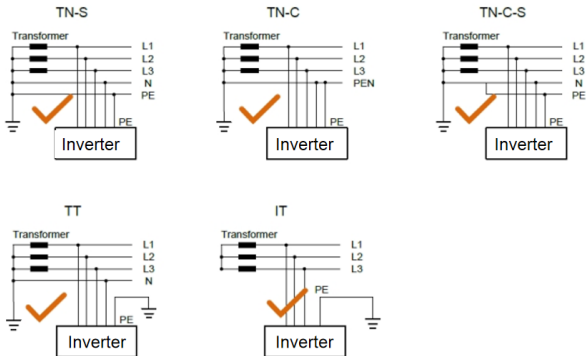 TN-S
Transformer
L1
L2
L3
N
PE
PE
Inverter
TN-C
Transformer
L1
L2
L3
PEN
PE
Inverter
TN-C-S
Transformer
L1
L2
L3
N
PE
PE
Inverter
TT
Transformer
L1
L2
L3
N
PE
Inverter
IT
Transformer
L1
L2
L3
PE
Inverter